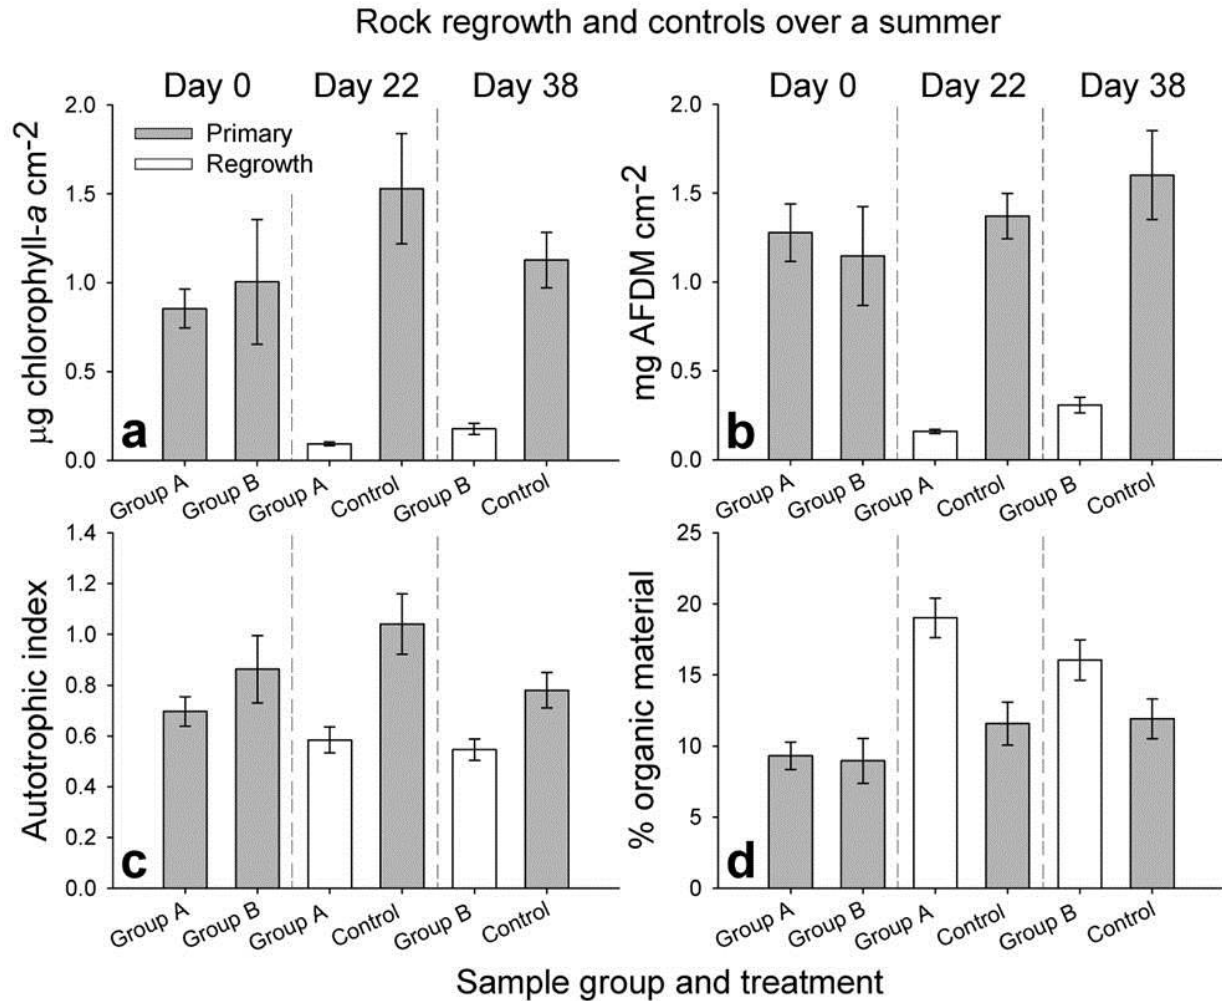 Rock regrowth and controls over a summer
Day 0 Day 22 Day 38
Day 0 Day 22 Day 38
2.0
1.5
1.0
0.5
0.0
µg chlorophyll-a cm-2
Primary
Regrowth
a
Group A Group B Group A Control Group B Control
2.0
1.5
1.0
0.5
0.0
mg AFDM cm-2
b
Group A Group B Group A Control Group B Control
1.4
1.2
1.0
0.8
0.6
0.4
0.2
0.0
Autotrophic index
c
Group A Group B Group A Control Group B Control
25
20
15
10
5
0
% organic material
d
Group A Group B Group A Control Group B Control
Sample group and treatment